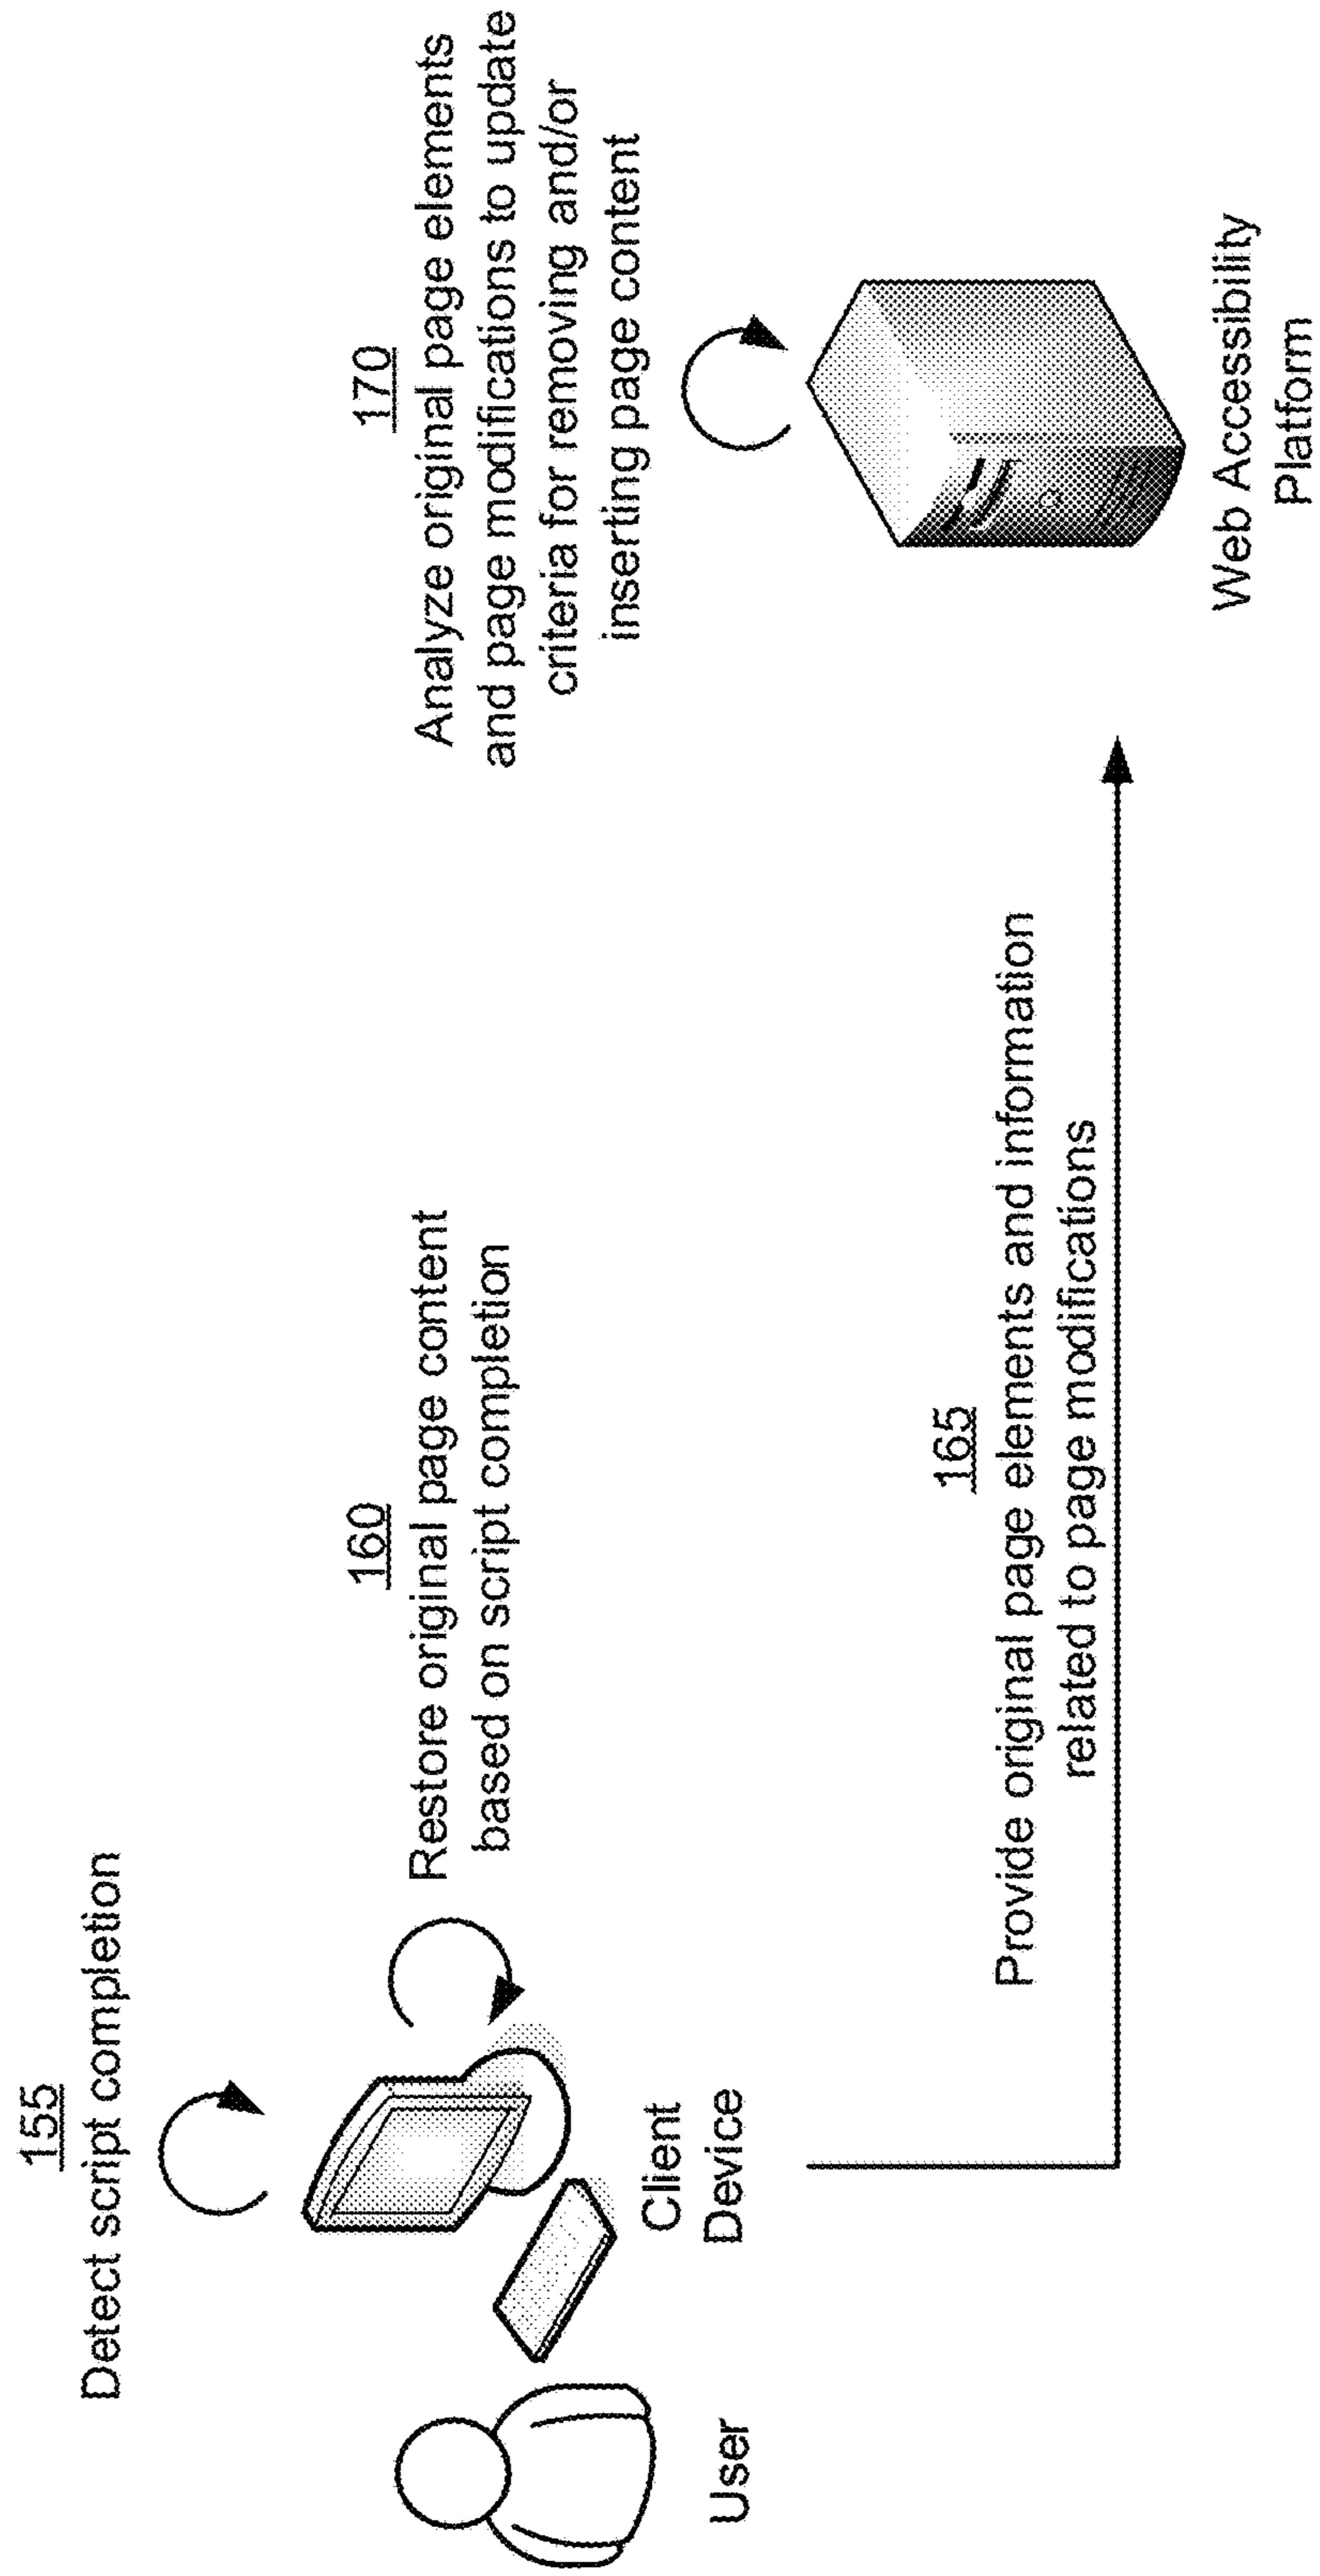 155
Detect script completion
160
Restore original page content
based on script completion
170
Analyze original page elements
and page modifications to update
criteria for removing and/or
inserting page content
User
Client
Device
165
Provide original page elements and information
related to page modifications
Web Accessibility
Platform